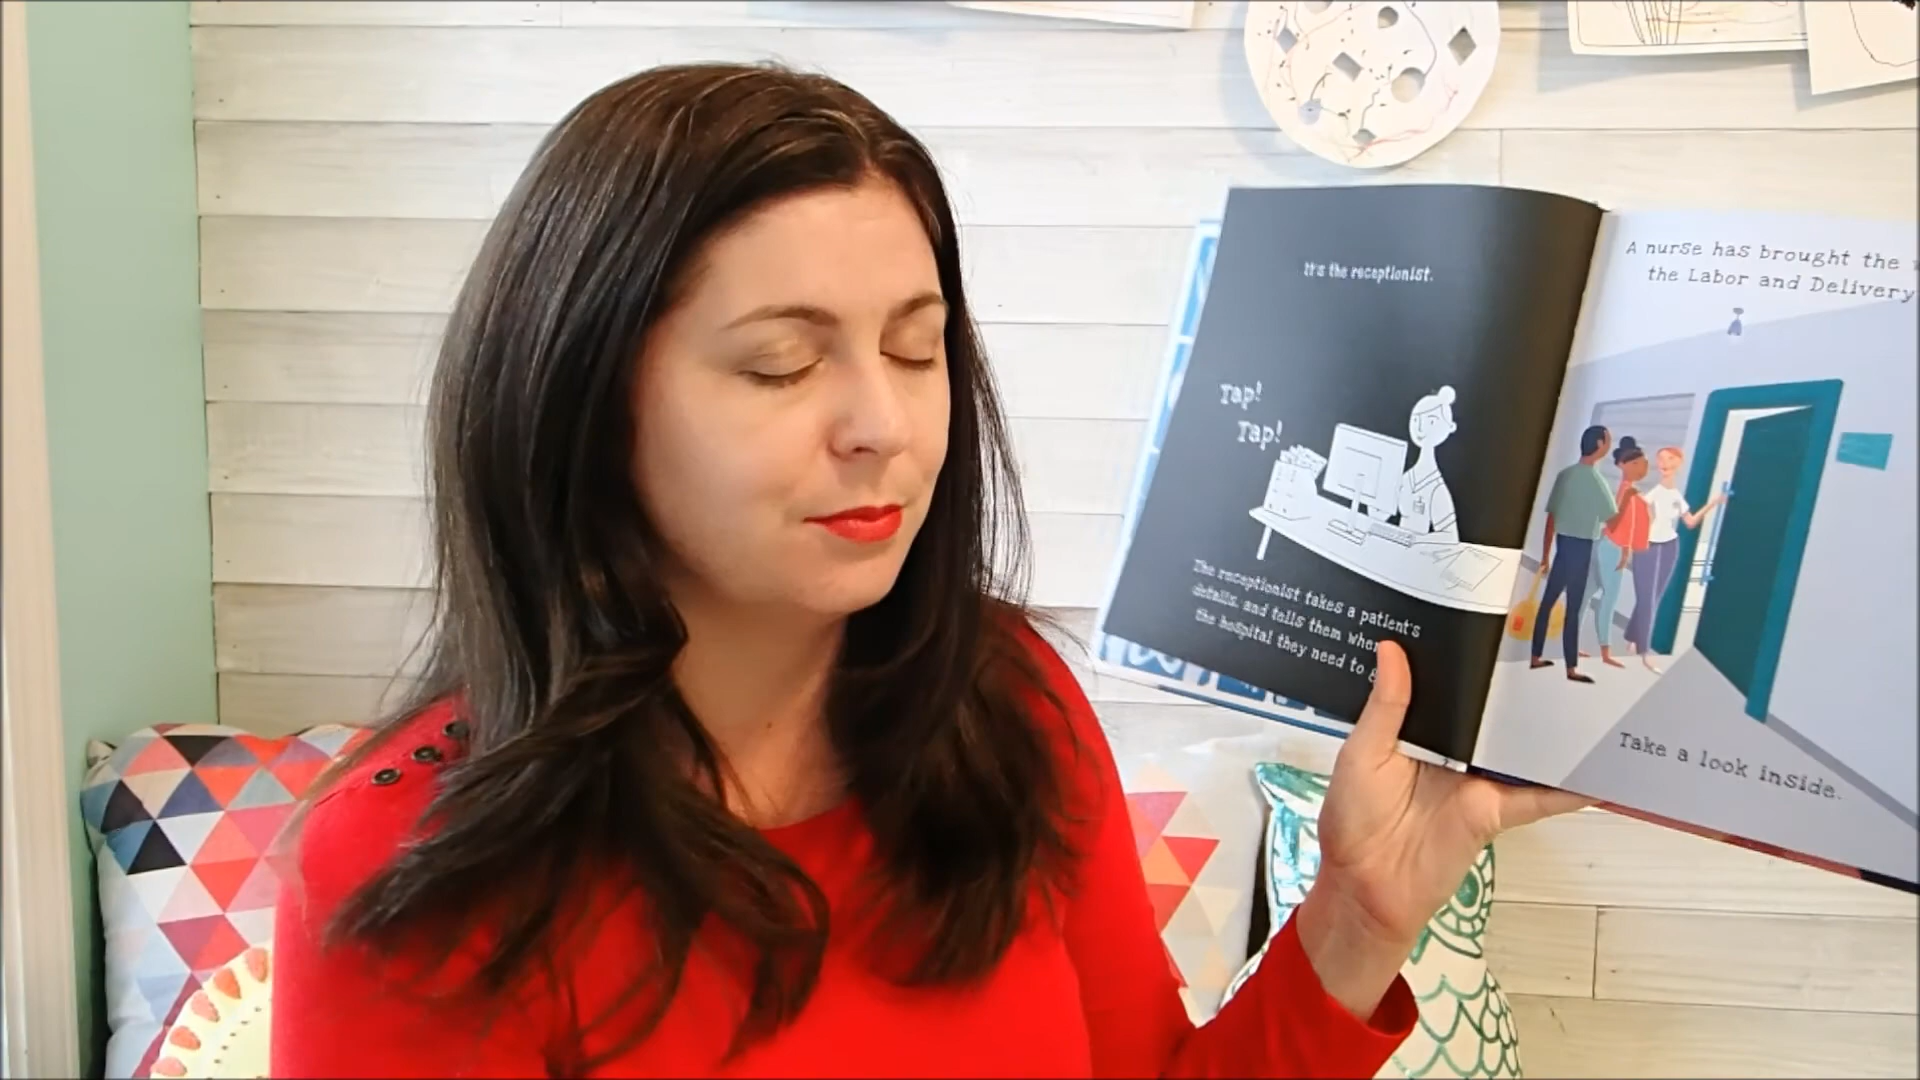 It's the receptionist.
Tap!
Tap!
The receptionist takes a patient's
details, and tells them where
the hospital they need to
A nurse has brought the
the Labor and Delivery
Take a look inside.